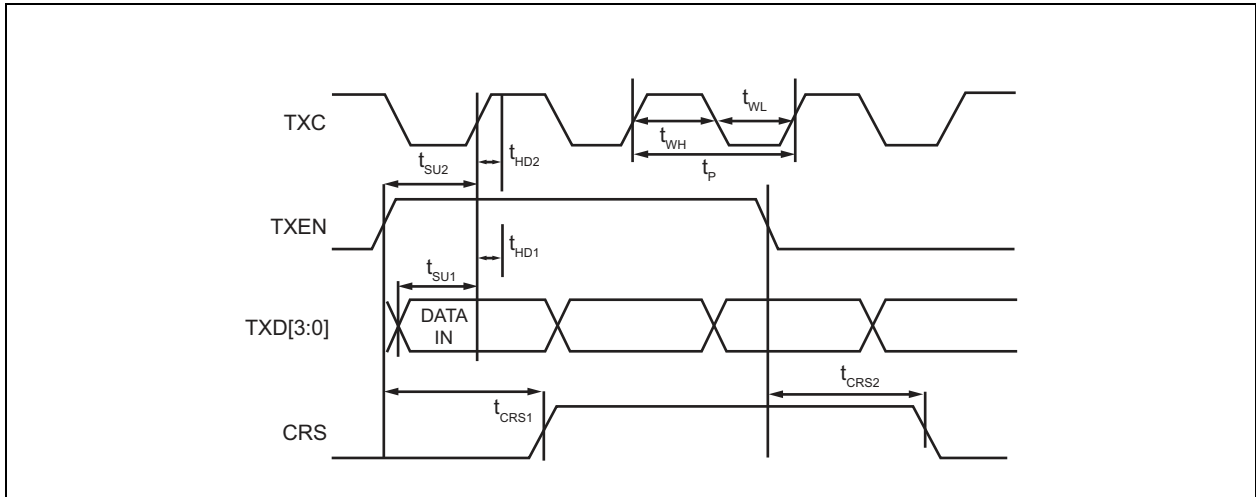 TXC
t_WL
t_WH
t_P
t_SU2
t_HD2
TXEN
t_HD1
t_SU1
TXD[3:0]
DATA
IN
t_CRS2
t_CRS1
CRS